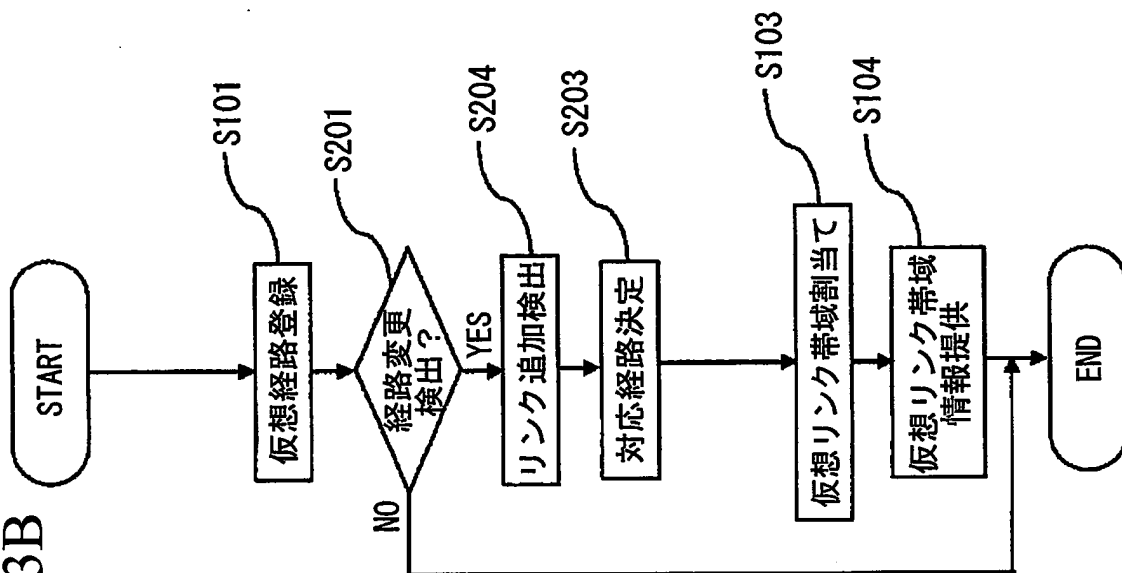 3B
START
仮想経路登録
S101
経路変更
検出?
S201
YES
NO
リンク追加検出
S204
対応経路決定
S203
仮想リンク帯域割当て
S103
仮想リンク帯域
情報提供
S104
END